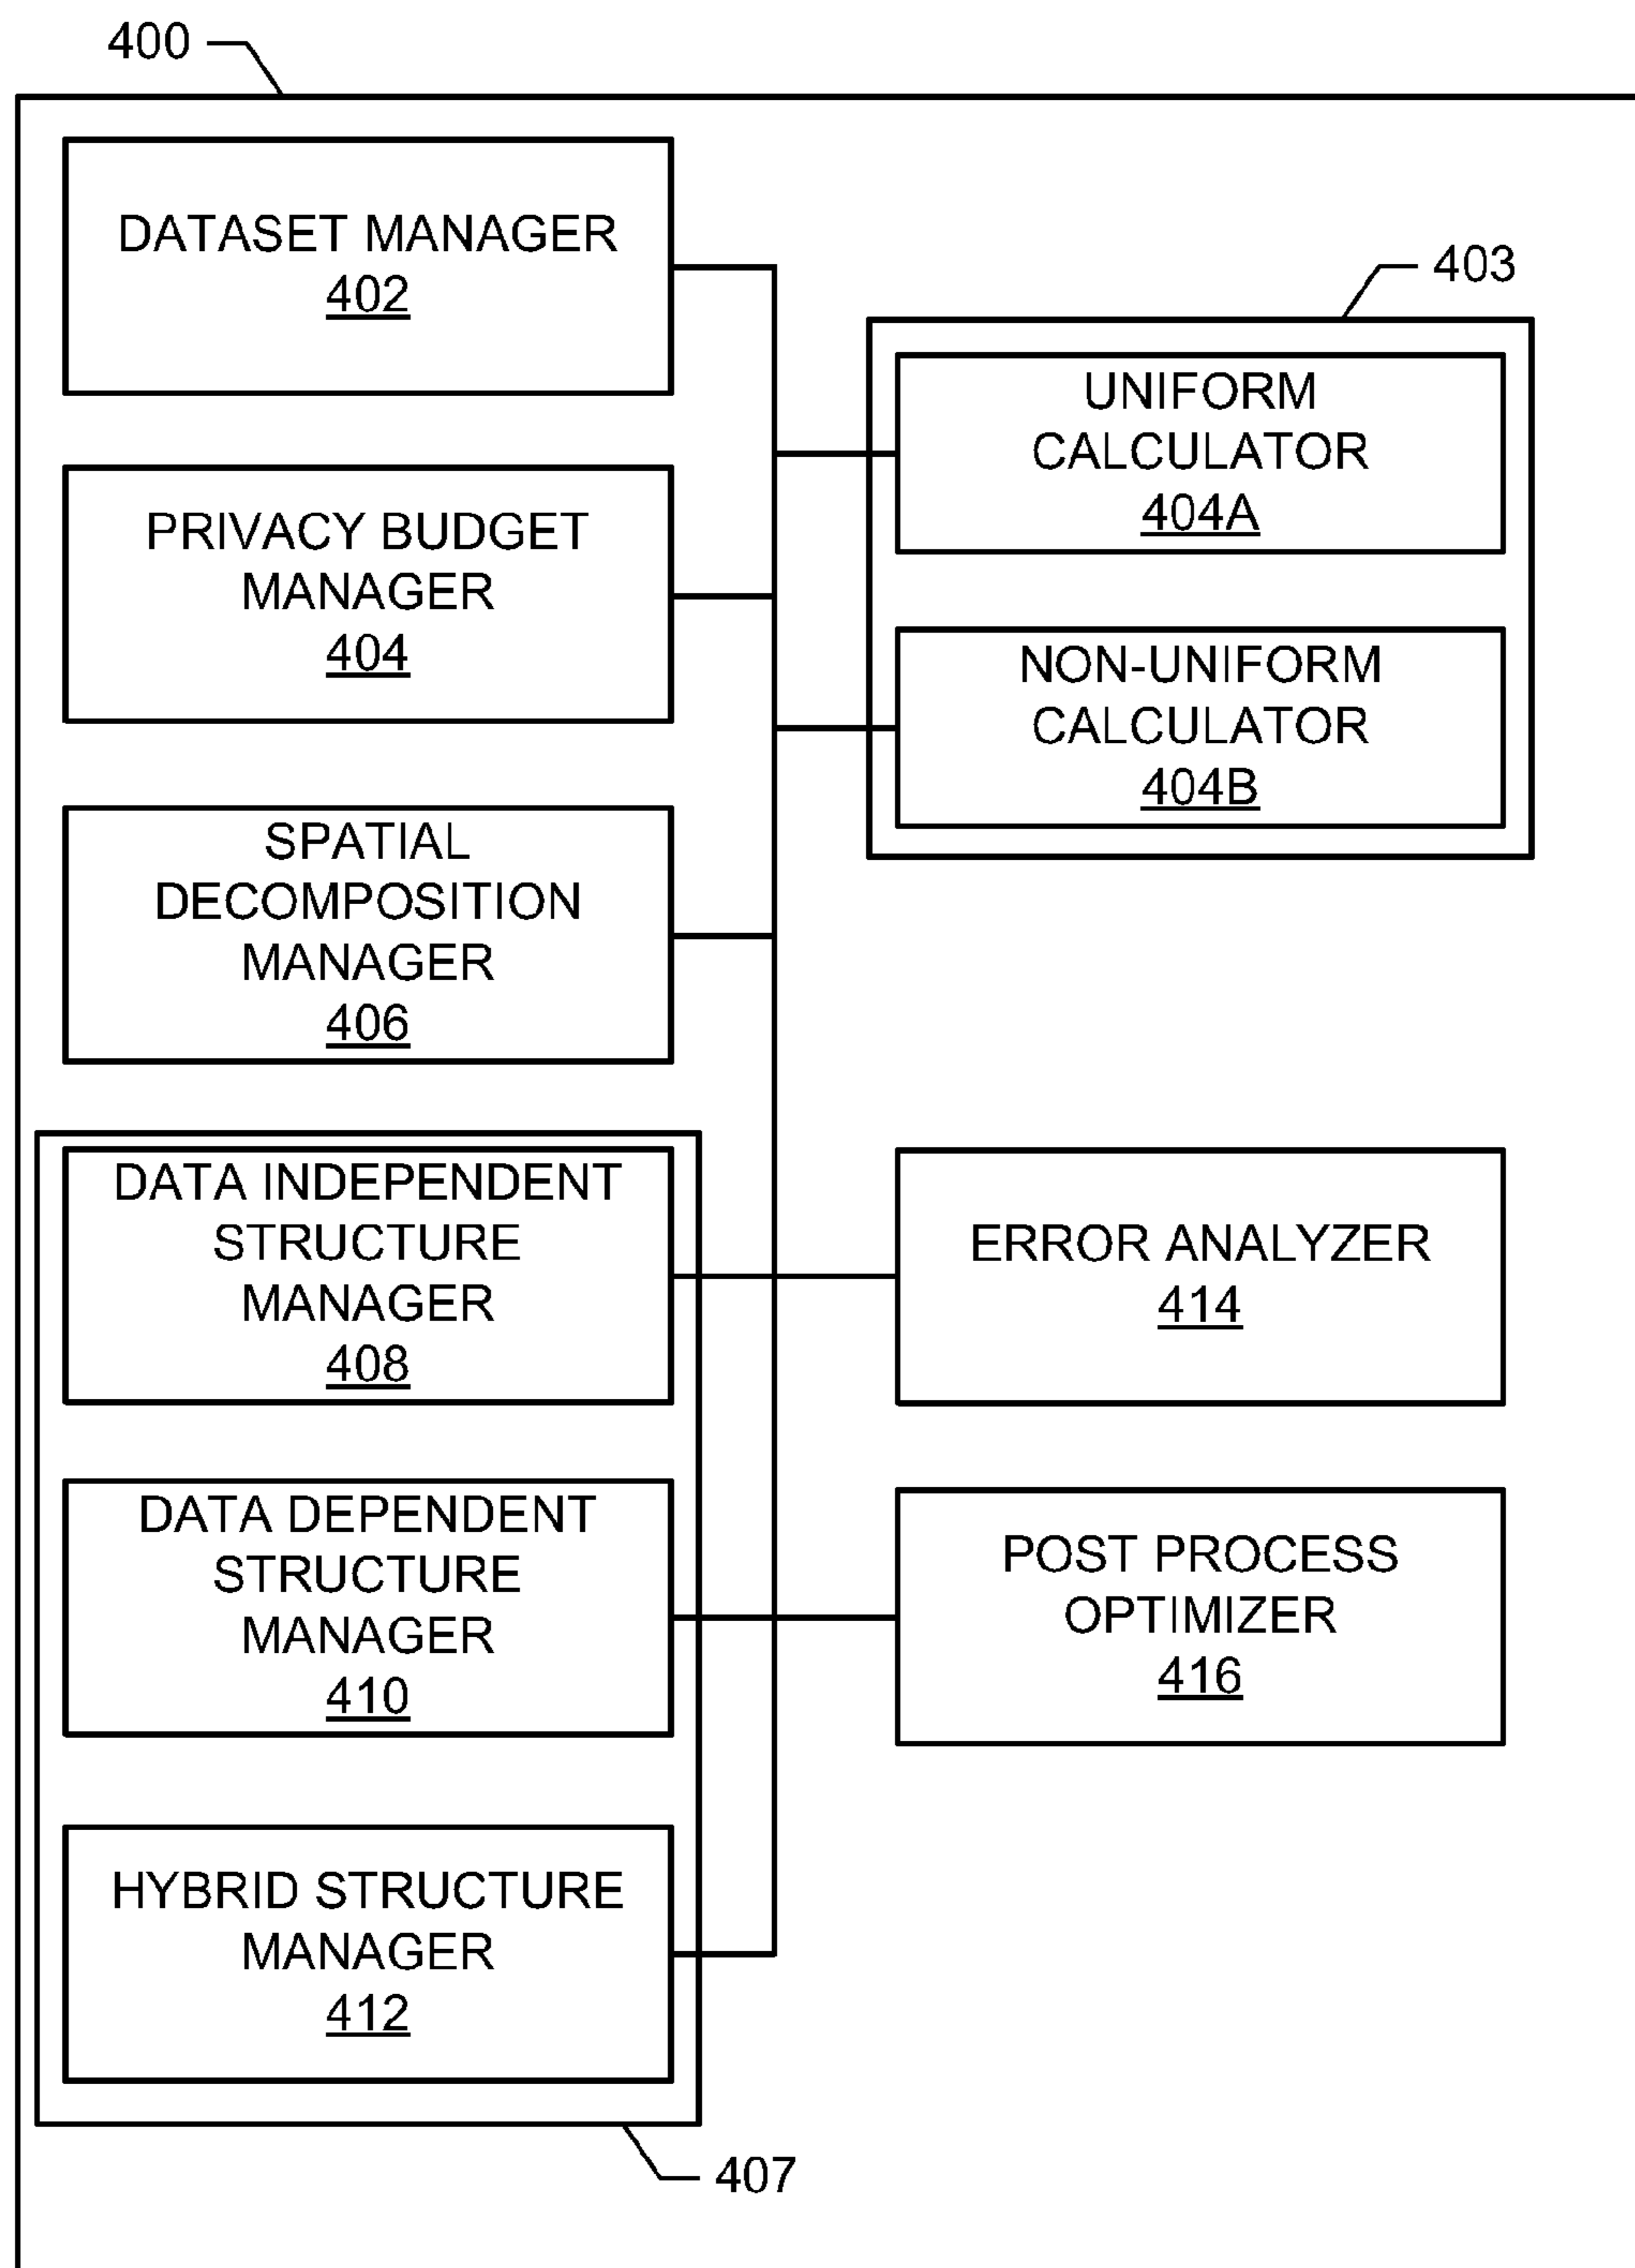 400
DATASET MANAGER
402
PRIVACY BUDGET
MANAGER
404
SPATIAL
DECOMPOSITION
MANAGER
406
DATA INDEPENDENT
STRUCTURE
MANAGER
408
DATA DEPENDENT
STRUCTURE
MANAGER
410
HYBRID STRUCTURE
MANAGER
412
407
403
UNIFORM
CALCULATOR
404A
NON-UNIFORM
CALCULATOR
404B
ERROR ANALYZER
414
POST PROCESS
OPTIMIZER
416